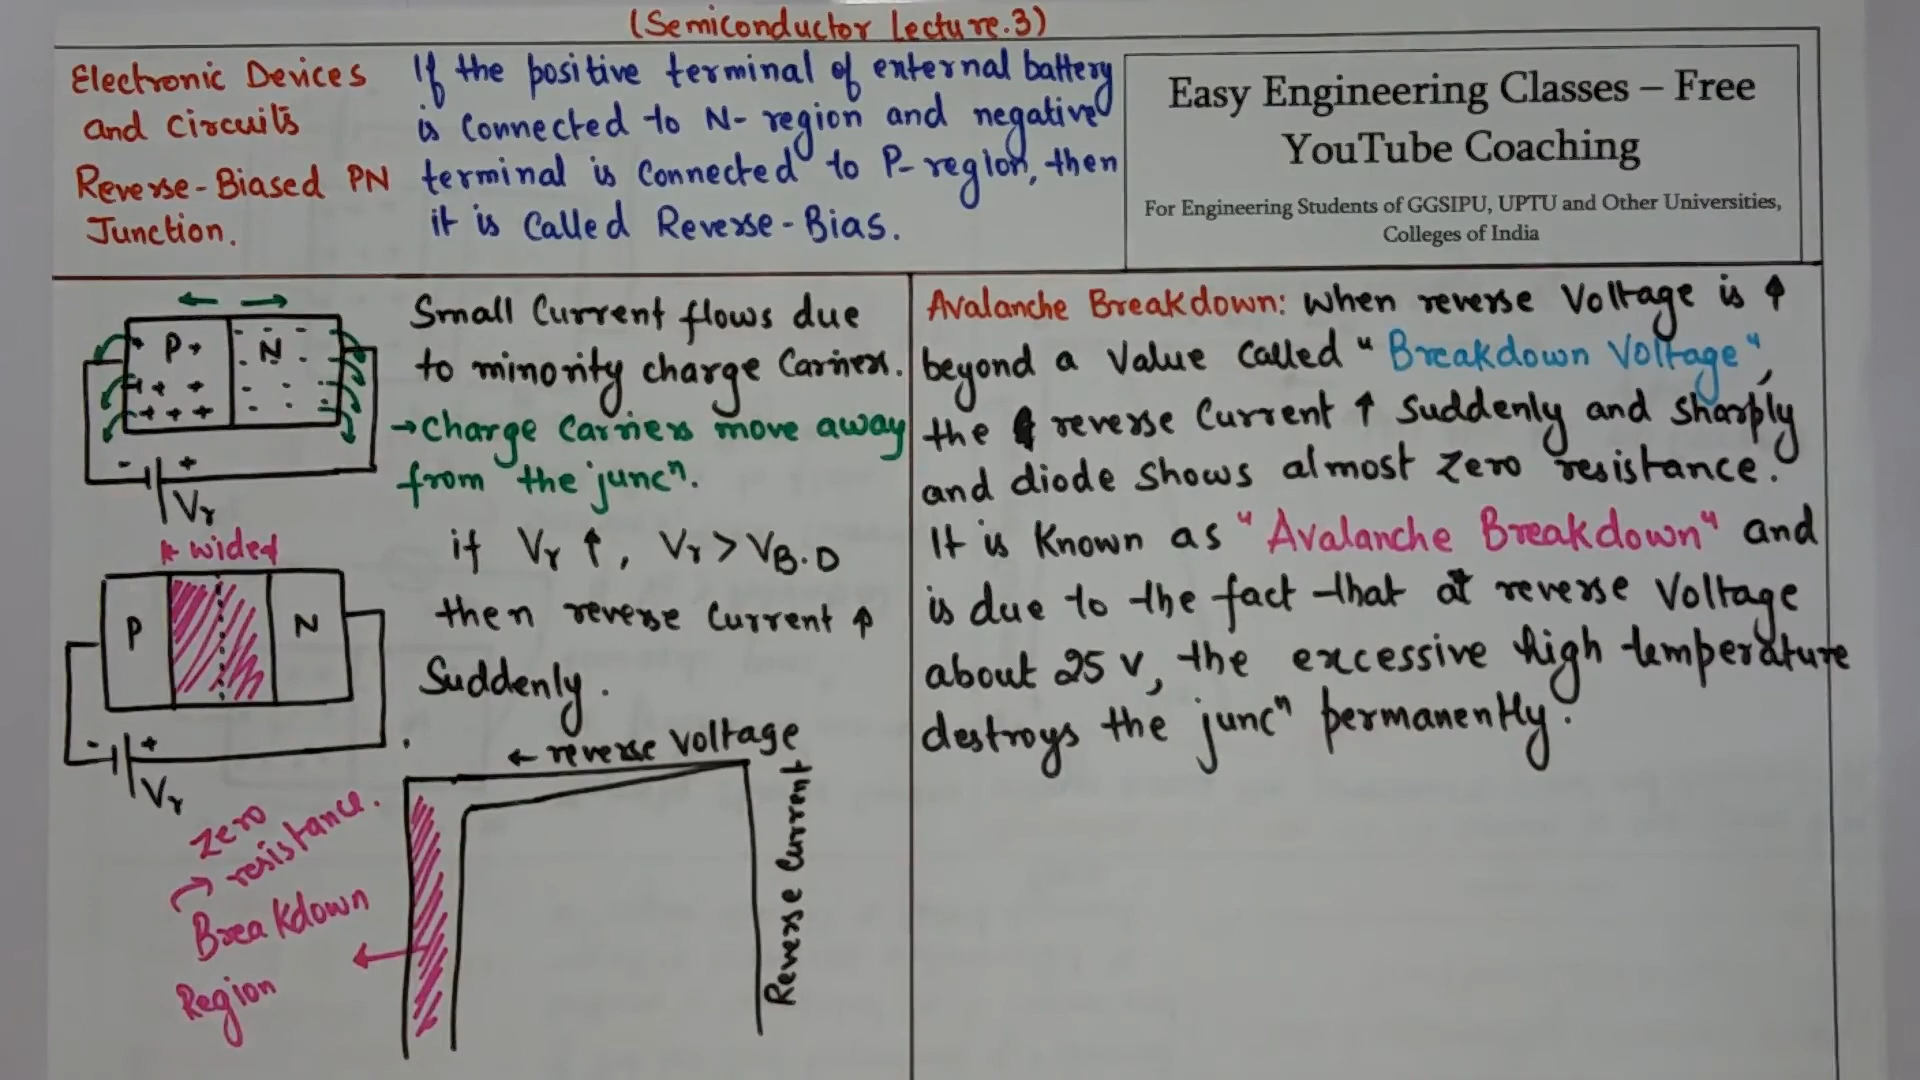 (Semiconductor Lecture.3)
Electronic Devices
and Circuits
Reverse-Biased PN
Junction.
If the positive terminal of external battery
is connected to N-region and negative
terminal is connected to P-region, then
it is called Reverse-Bias.
Easy Engineering Classes – Free
YouTube Coaching
For Engineering Students of GGSIPU, UPTU and Other Universities,
Colleges of India
← →
P+ N
- +
Vr
wided
P N
- +
Vr
Small Current flows due
to minority charge Carriers.
→ Charge Carriers move away
from the juncⁿ.
if Vr ↑, Vr > VB.D
then reverse Current ↑
Suddenly.
← reverse Voltage
Reverse Current
Zero
→ resistance.
Breakdown
Region
Avalanche Breakdown: When reverse Voltage is ↑
beyond a Value Called "Breakdown Voltage",
the reverse Current ↑ Suddenly and Sharply
and diode Shows almost Zero resistance.
It is Known as "Avalanche Breakdown" and
is due to the fact that at reverse Voltage
about 25 V, the excessive high temperature
destroys the juncⁿ permanently.